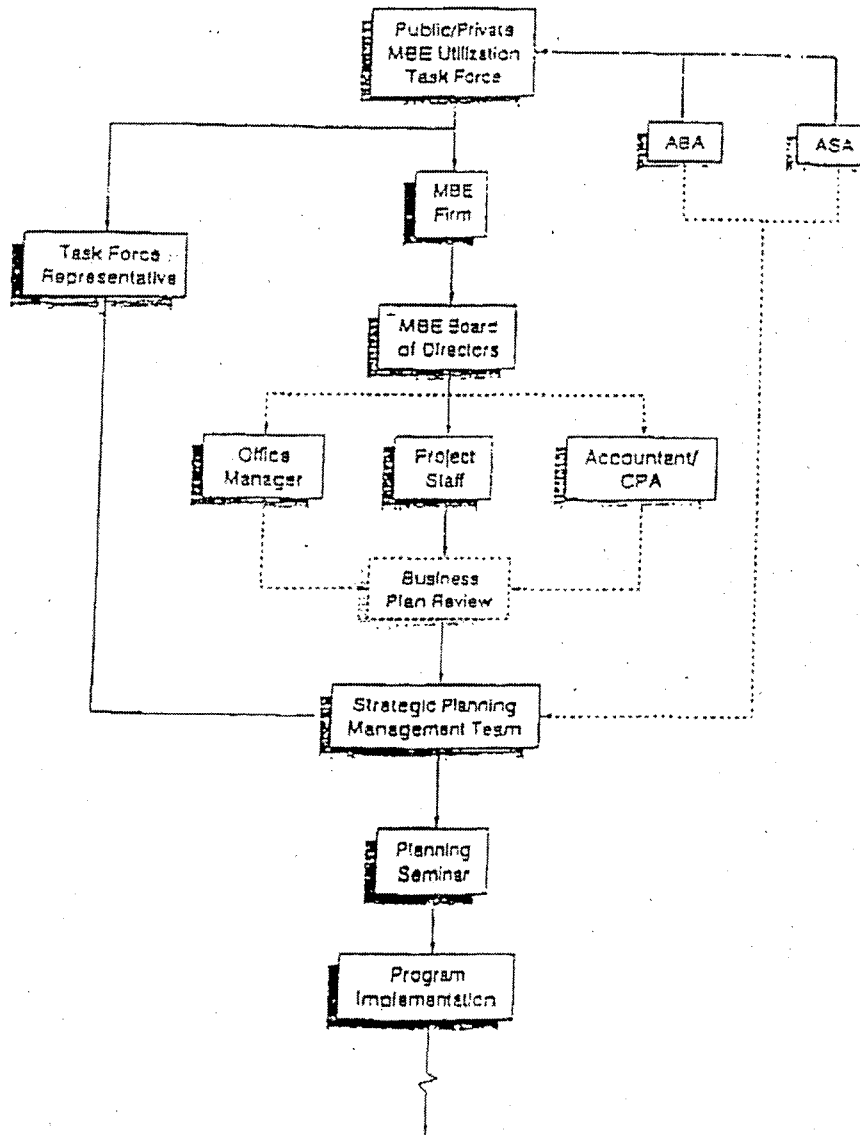 Public/Private
MBE Utilization
Task Force
ABA
ASA
MBE
Firm
Task Force
Representative
MBE Board
of Directors
Office
Manager
Project
Staff
Accountant/
CPA
Business
Plan Review
Strategic Planning
Management Team
Planning
Seminar
Program
Implementation